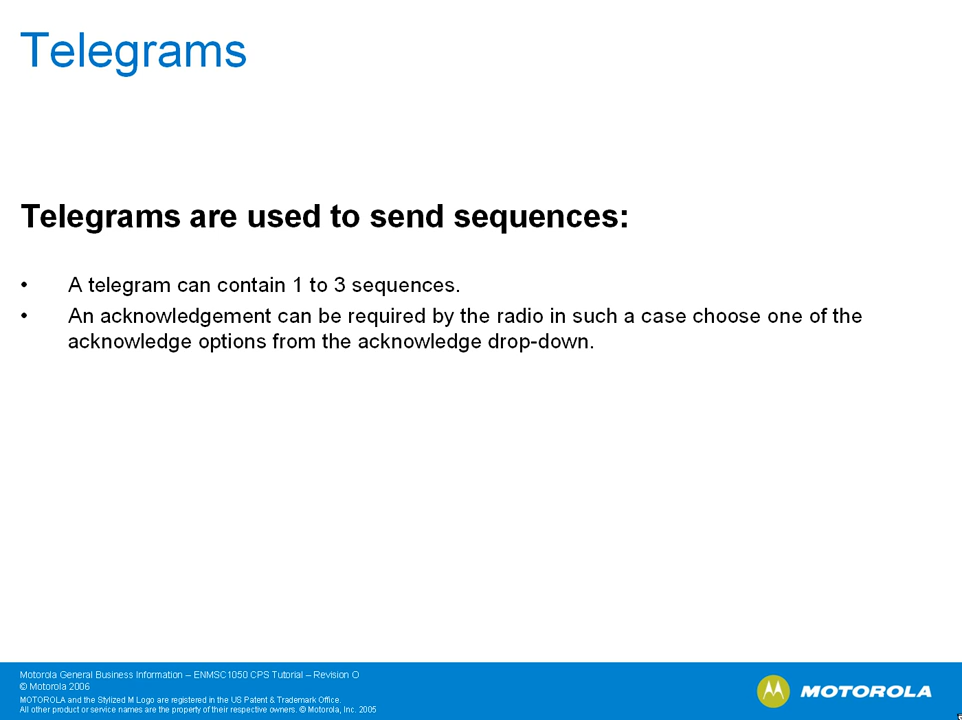 Telegrams
Telegrams are used to send sequences:
• A telegram can contain 1 to 3 sequences.
• An acknowledgement can be required by the radio in such a case choose one of the
acknowledge options from the acknowledge drop-down.
Motorola General Business Information – ENMSC1050 CPS Tutorial – Revision O
© Motorola 2006
MOTOROLA and the Stylized M Logo are registered in the US Patent & Trademark Office.
All other product or service names are the property of their respective owners. © Motorola, Inc. 2005
MOTOROLA